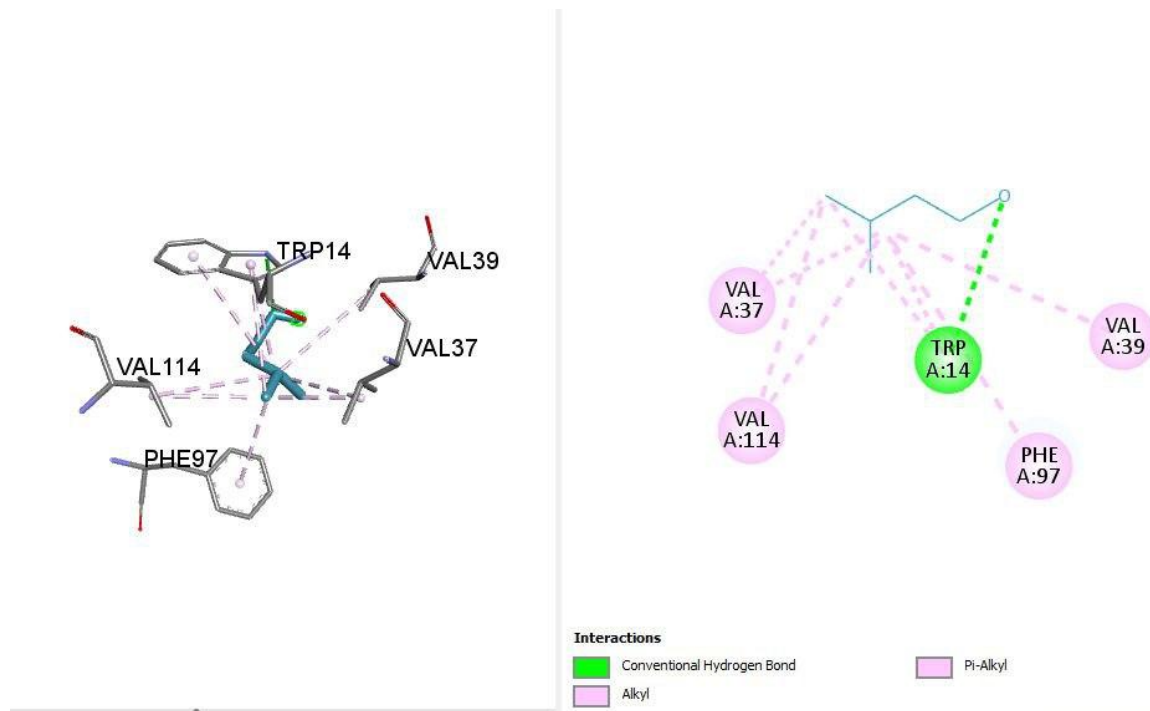 TRP14
VAL39
VAL37
VAL114
PHE97
O
VAL
A:37
VAL
A:39
TRP
A:14
VAL
A:114
PHE
A:97
Interactions
Conventional Hydrogen Bond
Pi-Alkyl
Alkyl